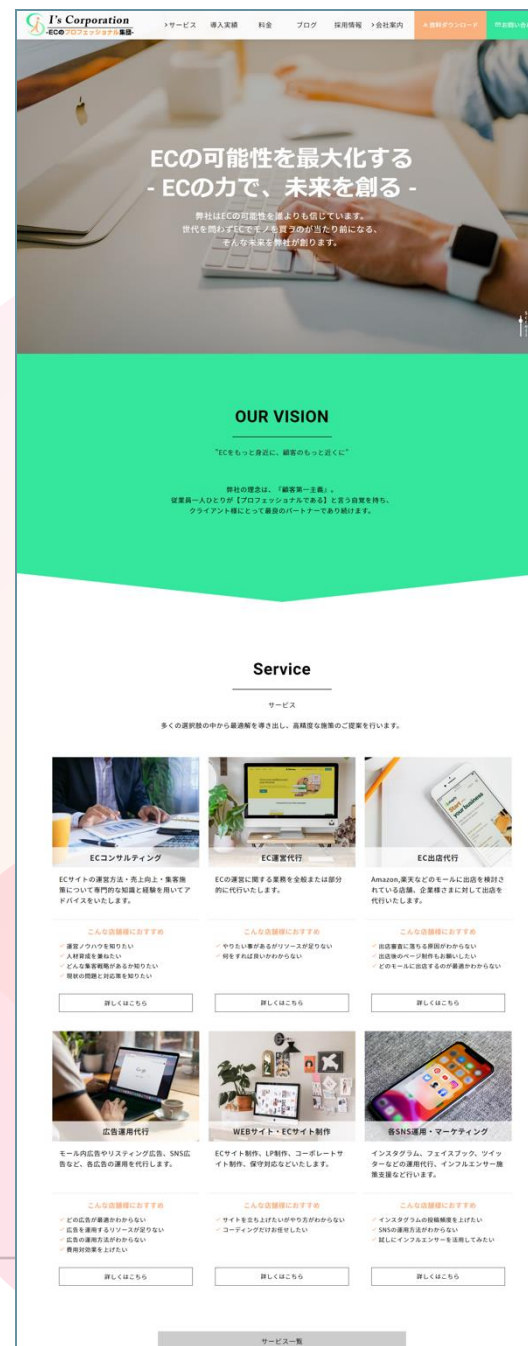 I's Corporation
-ECのプロフェッショナル集団-
>サービス 導入実績 料金 ブログ 採用情報 >会社案内 資料ダウンロード お問い合
ECの可能性を最大化する
- ECの力で、未来を創る -
弊社はECの可能性を誰よりも信じています。
世代を問わずECでモノを買うのが当たり前になる、
そんな未来を弊社が創ります。
OUR VISION
"ECをもっと身近に、顧客のもっと近くに"
弊社の理念は、『顧客第一主義』。
従業員一人ひとりが【プロフェッショナルである】と言う自覚を持ち、
クライアント様にとって最良のパートナーであり続けます。
Service
サービス
多くの選択肢の中から最適解を導き出し、高精度な施策のご提案を行います。
ECコンサルティング
ECサイトの運営方法・売上向上・集客施
策について専門的な知識と経験を用いてア
ドバイスをいたします。
こんな店舗様におすすめ
運営ノウハウを知りたい
人材育成を兼ねたい
どんな集客戦略があるか知りたい
現状の問題と対応策を知りたい
詳しくはこちら
EC運営代行
ECの運営に関する業務を全般または部分
的に代行いたします。
こんな店舗様におすすめ
やりたい事があるがリソースが足りない
何をすれば良いかわからない
詳しくはこちら
Start
your business
EC出店代行
Amazon,楽天などのモールに出店を検討さ
れている店舗、企業様さまに対して出店を
代行いたします。
こんな店舗様におすすめ
出店審査に落ちる原因がわからない
出店後のページ制作もお願いしたい
どのモールに出店するのが最適かわからない
詳しくはこちら
広告運用代行
モール内広告やリスティング広告、SNS広
告など、各広告の運用を代行します。
こんな店舗様におすすめ
どの広告が最適かわからない
広告を運用するリソースが足りない
広告の運用方法がわからない
費用対効果を上げたい
詳しくはこちら
WEBサイト・ECサイト制作
ECサイト制作、LP制作、コーポレートサ
イト制作、保守対応などいたします。
こんな店舗様におすすめ
サイトを立ち上げたいがやり方がわからない
コーディングだけお任せしたい
詳しくはこちら
各SNS運用・マーケティング
インスタグラム、フェイスブック、ツイッ
ターなどの運用代行、インフルエンサー施
策支援など行います。
こんな店舗様におすすめ
インスタグラムの投稿頻度を上げたい
SNSの運用方法がわからない
試しにインフルエンサーを活用してみたい
詳しくはこちら
サービス一覧